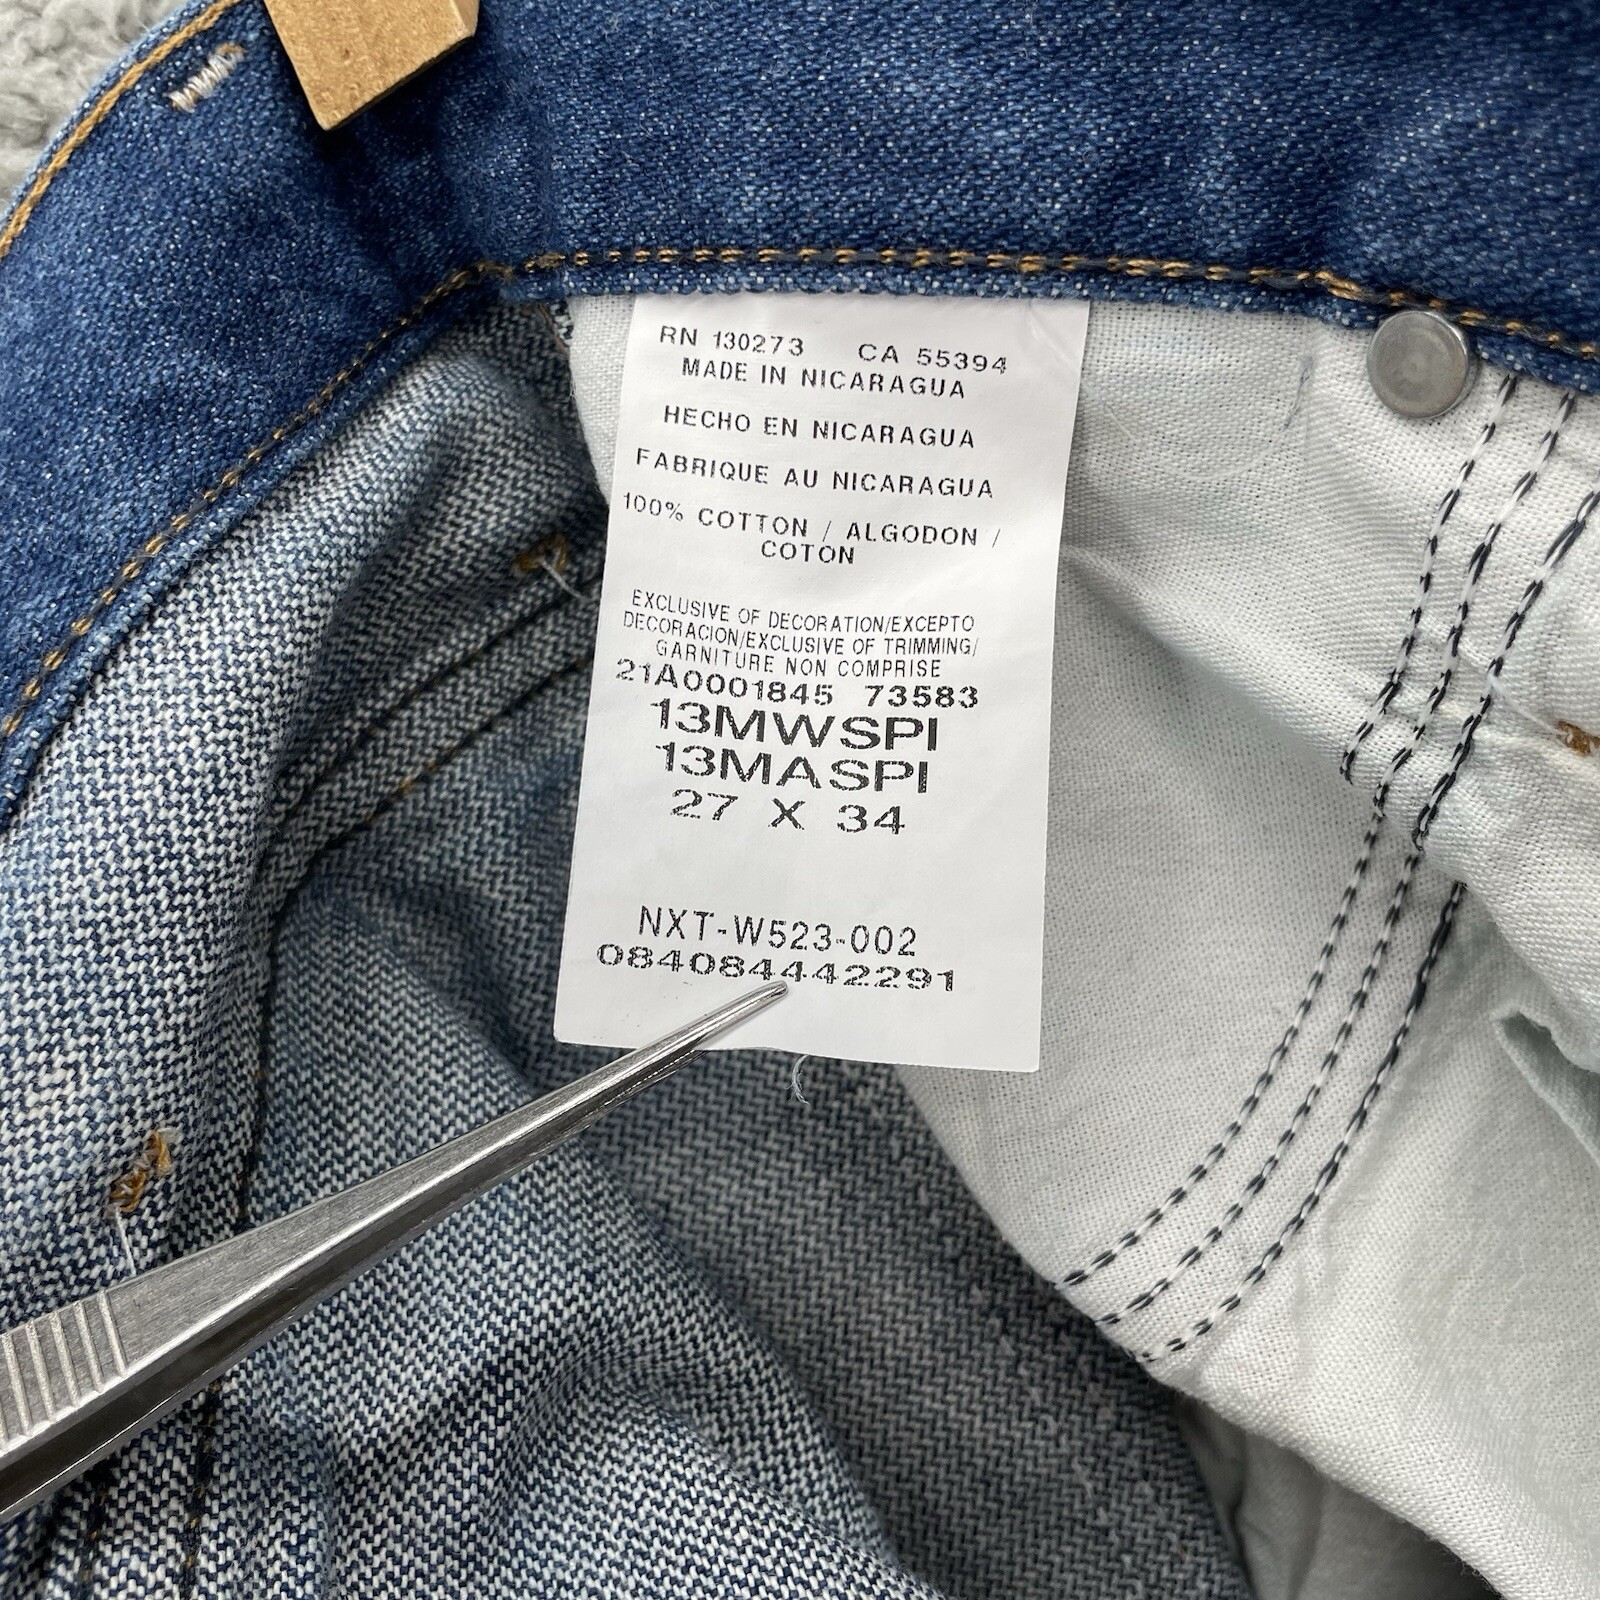 RN 130273 CA 55394
MADE IN NICARAGUA
HECHO EN NICARAGUA
FABRIQUE AU NICARAGUA
100% COTTON / ALGODON /
COTON
EXCLUSIVE OF DECORATION/EXCEPTO
DECORACION/EXCLUSIVE OF TRIMMING/
GARNITURE NON COMPRISE
21A0001845 73583
13MWSPI
13MASPI
27 X 34
NXT-W523-002
084084442291